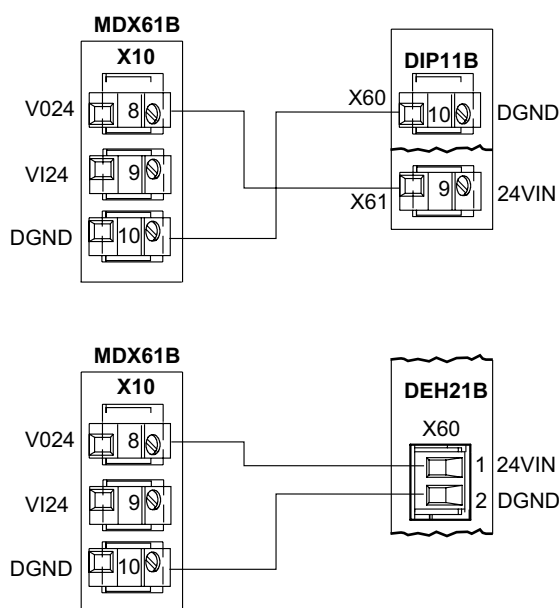 MDX61B
X10
DIP11B
V024 8 X60 10 DGND
VI24 9
X61 9 24VIN
DGND 10
MDX61B
X10
DEH21B
X60
V024 8
1 24VIN
VI24 9
2 DGND
DGND 10